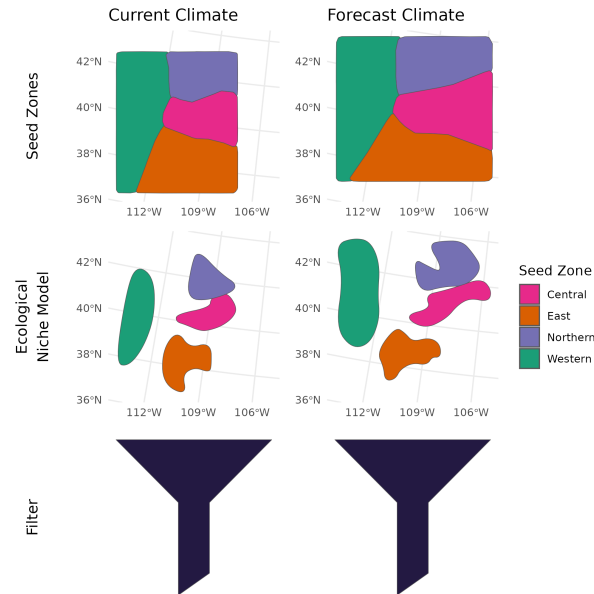 Current Climate
Forecast Climate
Seed Zones
42°N
40°N
38°N
36°N
112°W
109°W
106°W
42°N
40°N
38°N
36°N
112°W
109°W
106°W
Ecological
Niche Model
42°N
40°N
38°N
36°N
112°W
109°W
106°W
42°N
40°N
38°N
36°N
112°W
109°W
106°W
Seed Zone
Central
East
Northern
Western
Filter